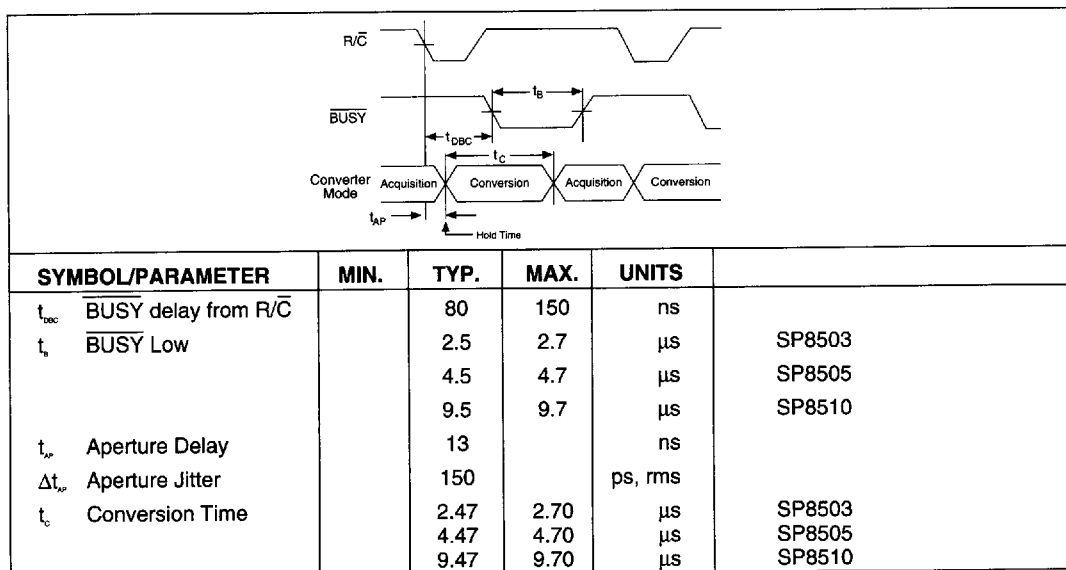 R/C̅
t_B
B̅U̅S̅Y̅
t_DBC
t_C
Converter Mode Acquisition Conversion Acquisition Conversion
t_AP
Hold Time
SYMBOL/PARAMETER MIN. TYP. MAX. UNITS
t_DBC B̅U̅S̅Y̅ delay from R/C̅ 80 150 ns
t_B B̅U̅S̅Y̅ Low 2.5 2.7 µs SP8503
4.5 4.7 µs SP8505
9.5 9.7 µs SP8510
t_AP Aperture Delay 13 ns
Δt_AP Aperture Jitter 150 ps, rms
t_C Conversion Time 2.47 2.70 µs SP8503
4.47 4.70 µs SP8505
9.47 9.70 µs SP8510